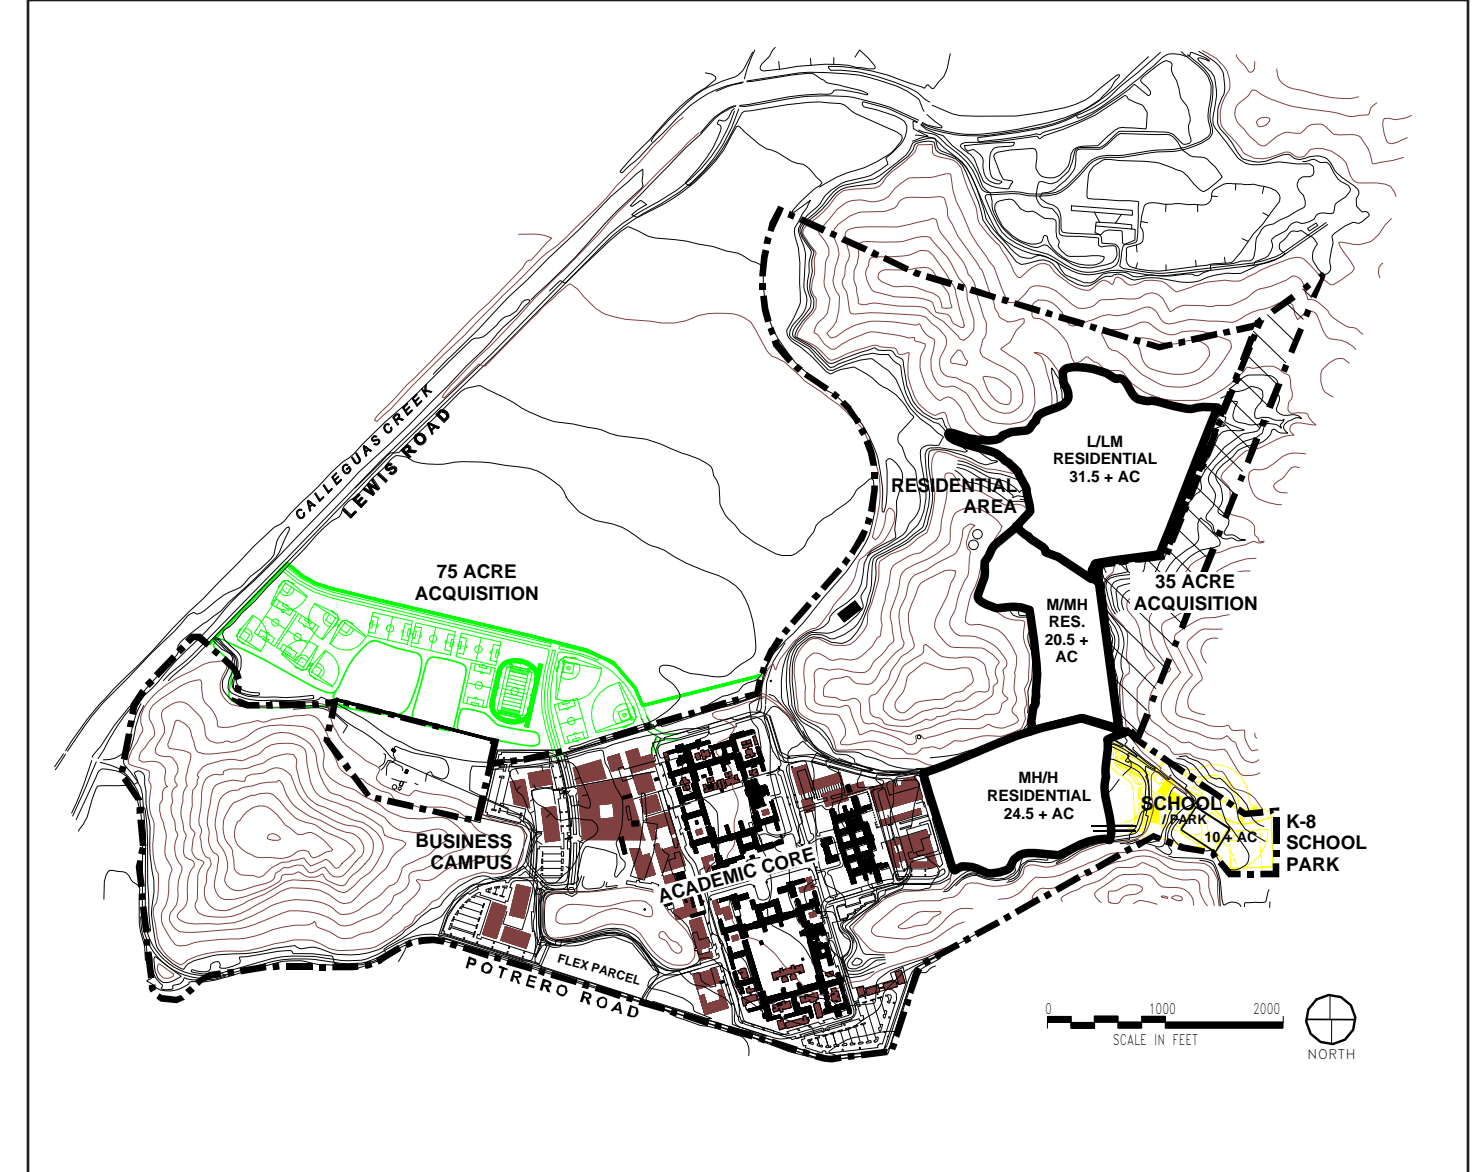 CALLEGUAS CREEK
LEWIS ROAD
L/LM
RESIDENTIAL
31.5 + AC
RESIDENTIAL
AREA
75 ACRE
ACQUISITION
35 ACRE
ACQUISITION
M/MH
RES.
20.5 +
AC
MH/H
RESIDENTIAL
24.5 + AC
SCHOOL
/ PARK
10 + AC
K-8
SCHOOL
PARK
BUSINESS
CAMPUS
ACADEMIC CORE
FLEX PARCEL
POTRERO ROAD
0 1000 2000
SCALE IN FEET
NORTH